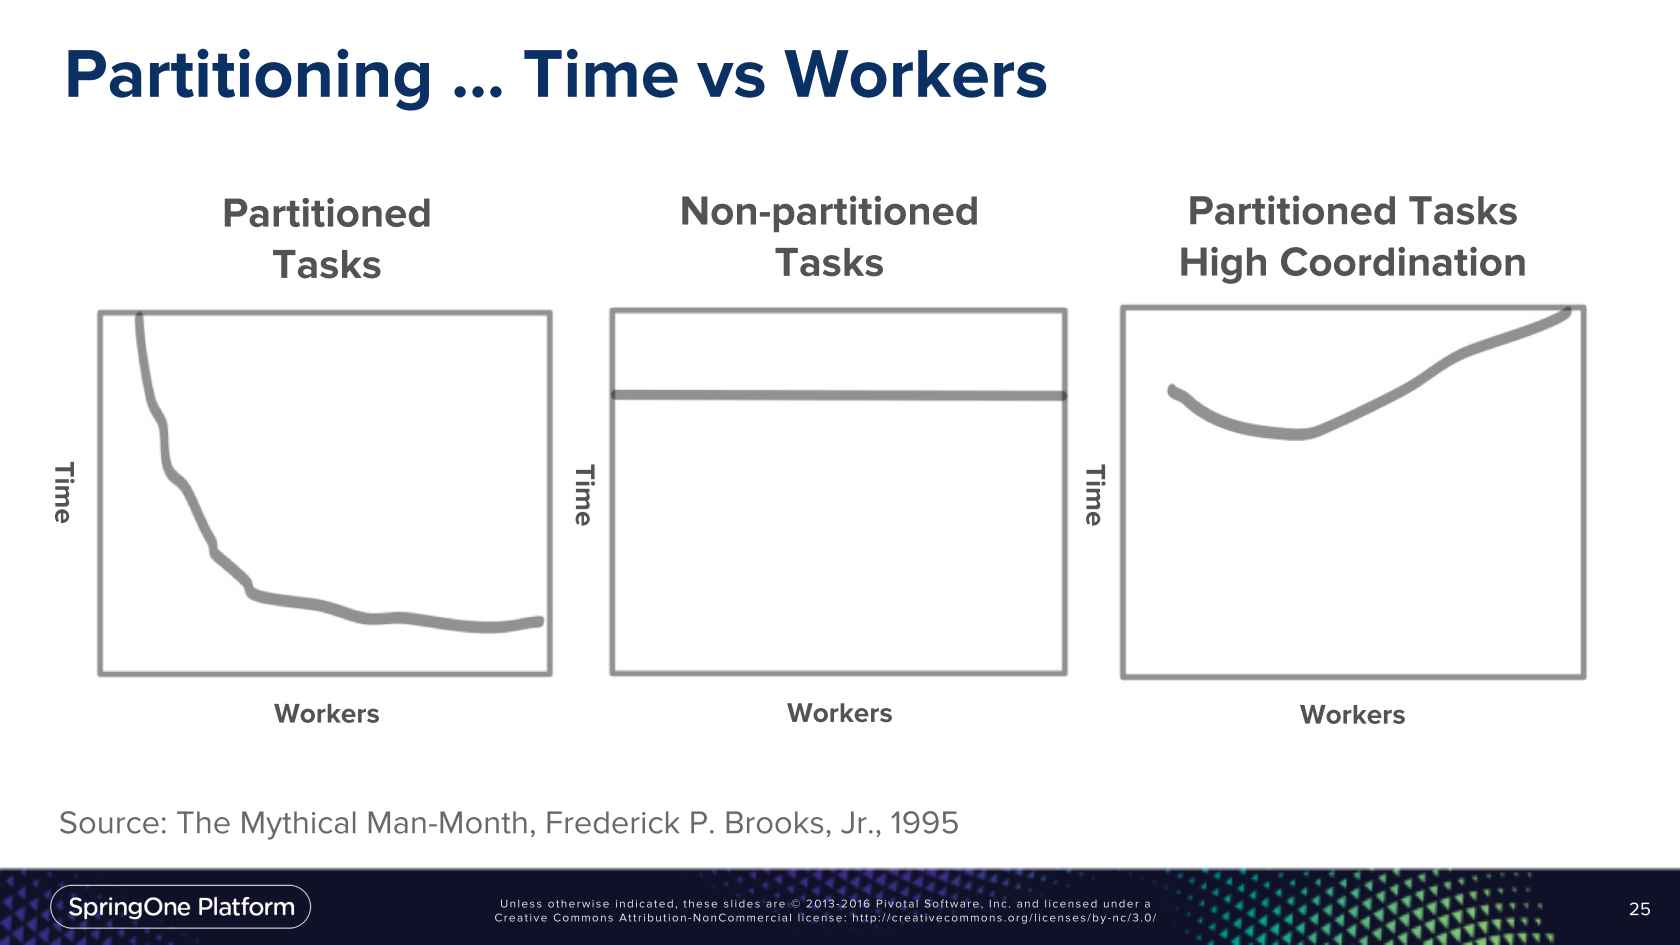 Partitioning ... Time vs Workers
Partitioned
Tasks
Non-partitioned
Tasks
Partitioned Tasks
High Coordination
Time
Time
Time
Workers
Workers
Workers
Source: The Mythical Man-Month, Frederick P. Brooks, Jr., 1995
SpringOne Platform
Unless otherwise indicated, these slides are © 2013-2016 Pivotal Software, Inc. and licensed under a
Creative Commons Attribution-NonCommercial license: http://creativecommons.org/licenses/by-nc/3.0/
25